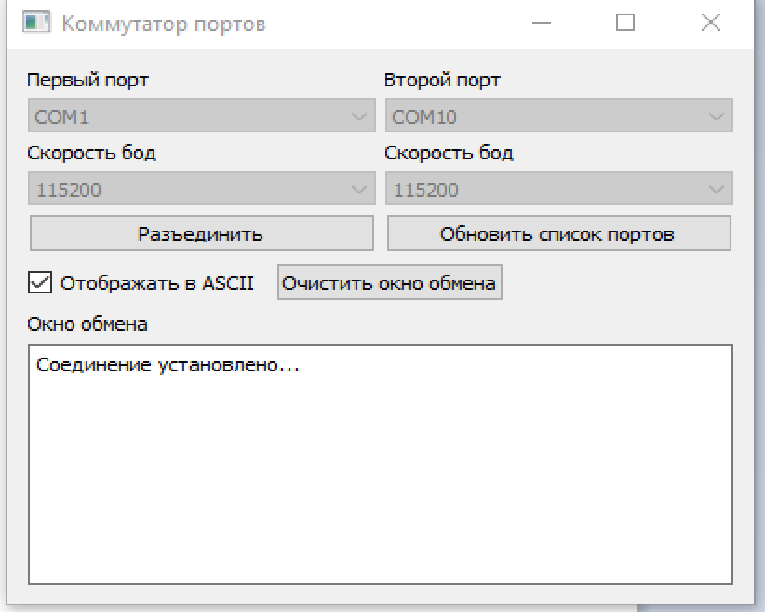 Коммутатор портов
Первый порт Второй порт
COM1 COM10
Скорость бод Скорость бод
115200 115200
Разъединить Обновить список портов
Отображать в ASCII Очистить окно обмена
Окно обмена
Соединение установлено...